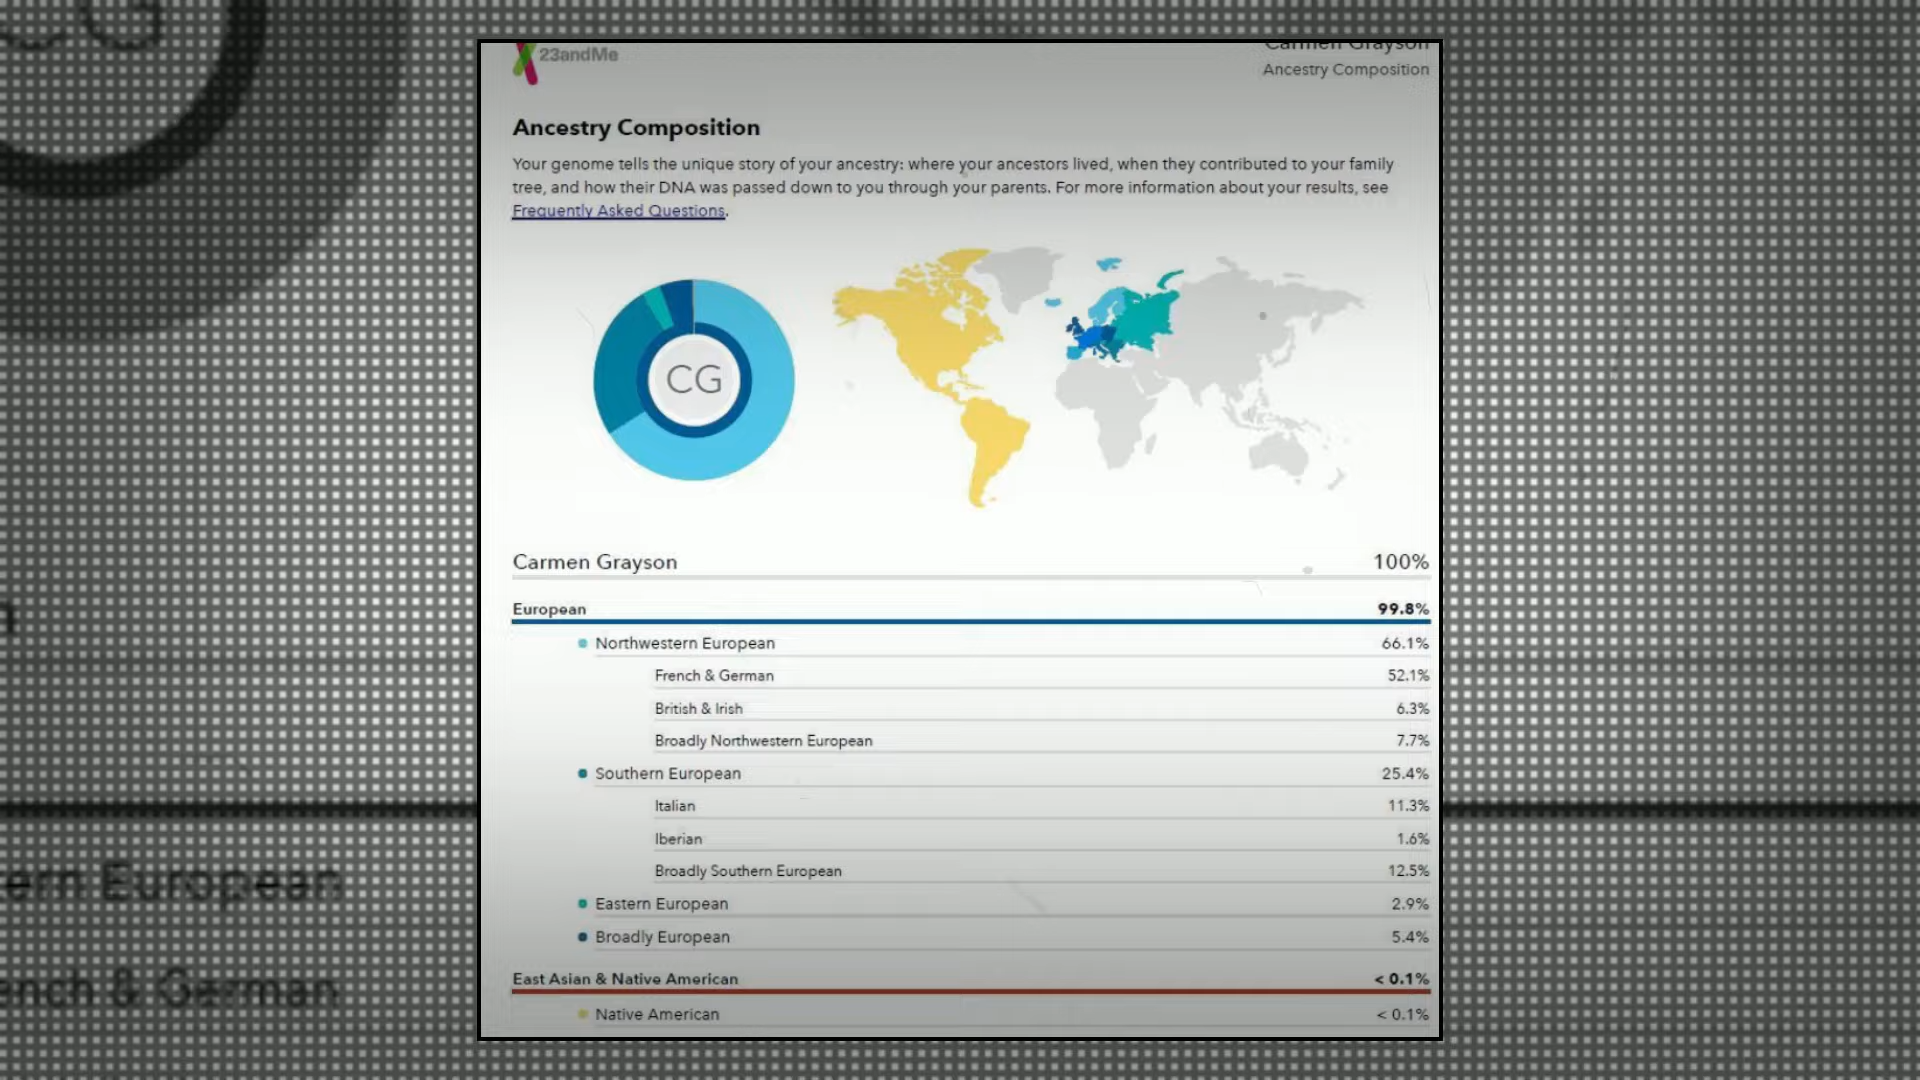 23andMe
Carmen Grayson
Ancestry Composition
Ancestry Composition
Your genome tells the unique story of your ancestry: where your ancestors lived, when they contributed to your family
tree, and how their DNA was passed down to you through your parents. For more information about your results, see
Frequently Asked Questions.
CG
Carmen Grayson 100%
European 99.8%
Northwestern European 66.1%
French & German 52.1%
British & Irish 6.3%
Broadly Northwestern European 7.7%
Southern European 25.4%
Italian 11.3%
Iberian 1.6%
Broadly Southern European 12.5%
Eastern European 2.9%
Broadly European 5.4%
East Asian & Native American < 0.1%
Native American < 0.1%
European
& German